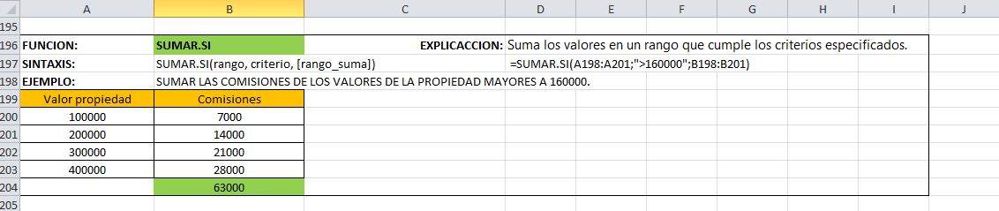 A B C D E F G H I J
195
196 FUNCION: SUMAR.SI EXPLICACCION: Suma los valores en un rango que cumple los criterios especificados.
197 SINTAXIS: SUMAR.SI(rango, criterio, [rango_suma]) =SUMAR.SI(A198:A201;">160000";B198:B201)
198 EJEMPLO: SUMAR LAS COMISIONES DE LOS VALORES DE LA PROPIEDAD MAYORES A 160000.
199 Valor propiedad Comisiones
200 100000 7000
201 200000 14000
202 300000 21000
203 400000 28000
204 63000
205